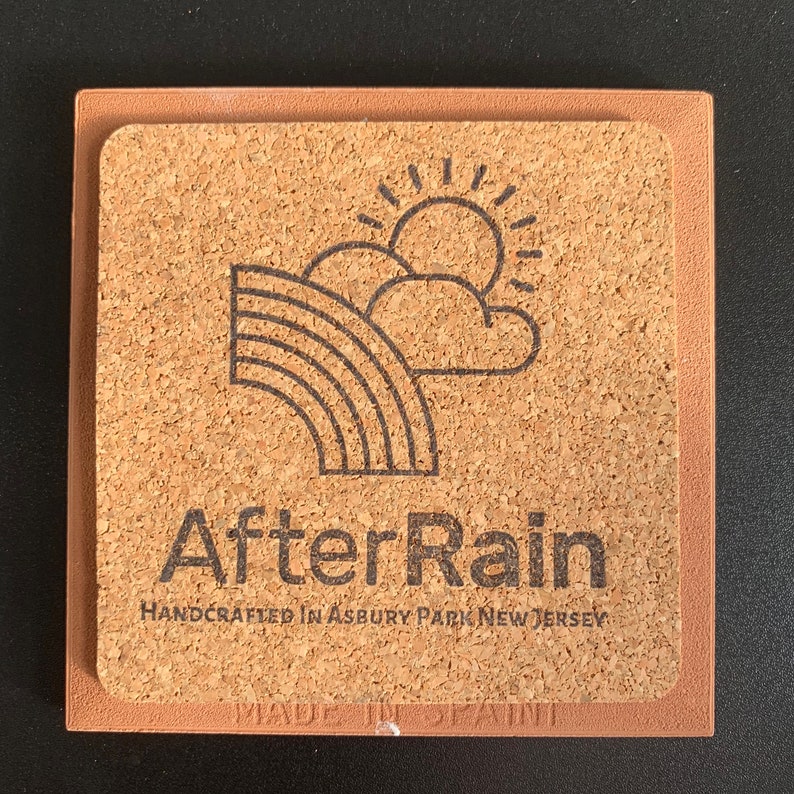 AfterRain
Handcrafted In Asbury Park New Jersey
MADE IN SPAIN